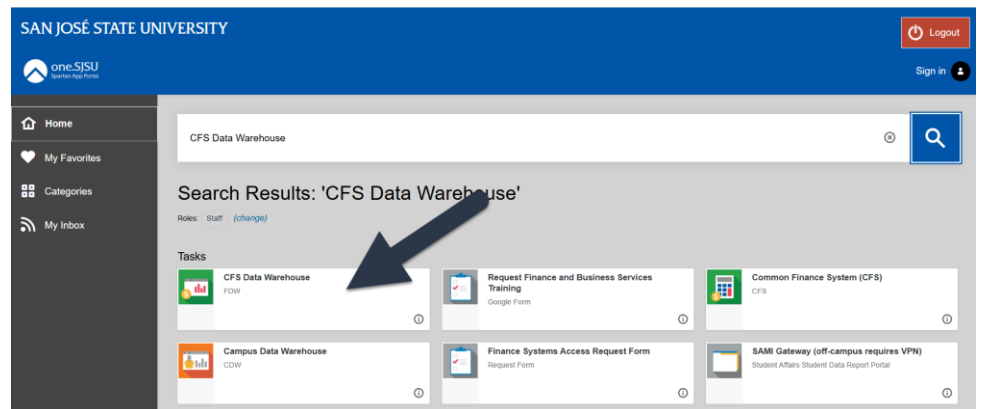 SAN JOSÉ STATE UNIVERSITY
Logout
one.SJSU
Spartan App Portal
Sign in
Home
My Favorites
Categories
My Inbox
CFS Data Warehouse
Search Results: 'CFS Data Warehouse'
Roles: Staff (change)
Tasks
CFS Data Warehouse
FDW
Request Finance and Business Services
Training
Google Form
Common Finance System (CFS)
CFS
Campus Data Warehouse
CDW
Finance Systems Access Request Form
Request Form
SAMI Gateway (off-campus requires VPN)
Student Affairs Student Data Report Portal